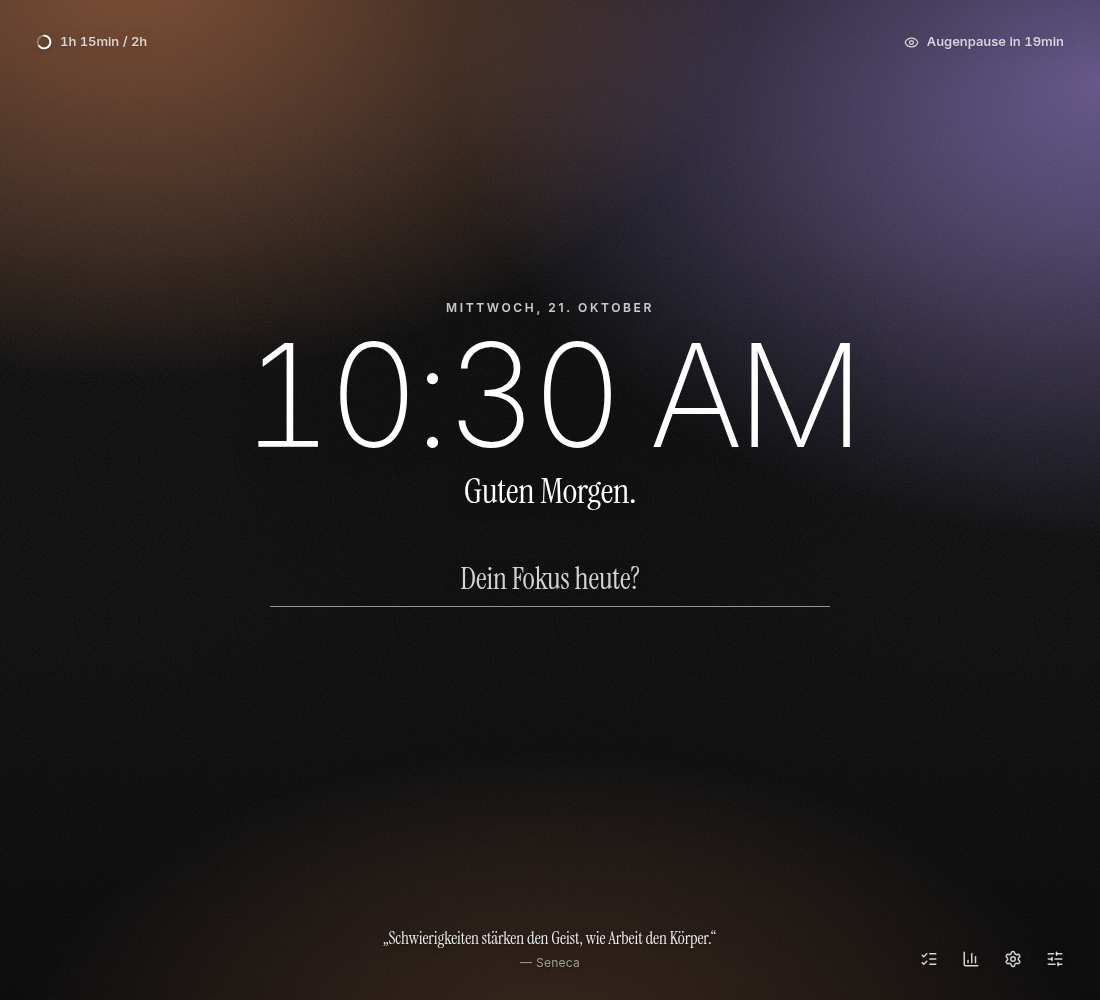 1h 15min / 2h
Augenpause in 19min
MITTWOCH, 21. OKTOBER
10:30 AM
Guten Morgen.
Dein Fokus heute?
„Schwierigkeiten stärken den Geist, wie Arbeit den Körper.“
— Seneca